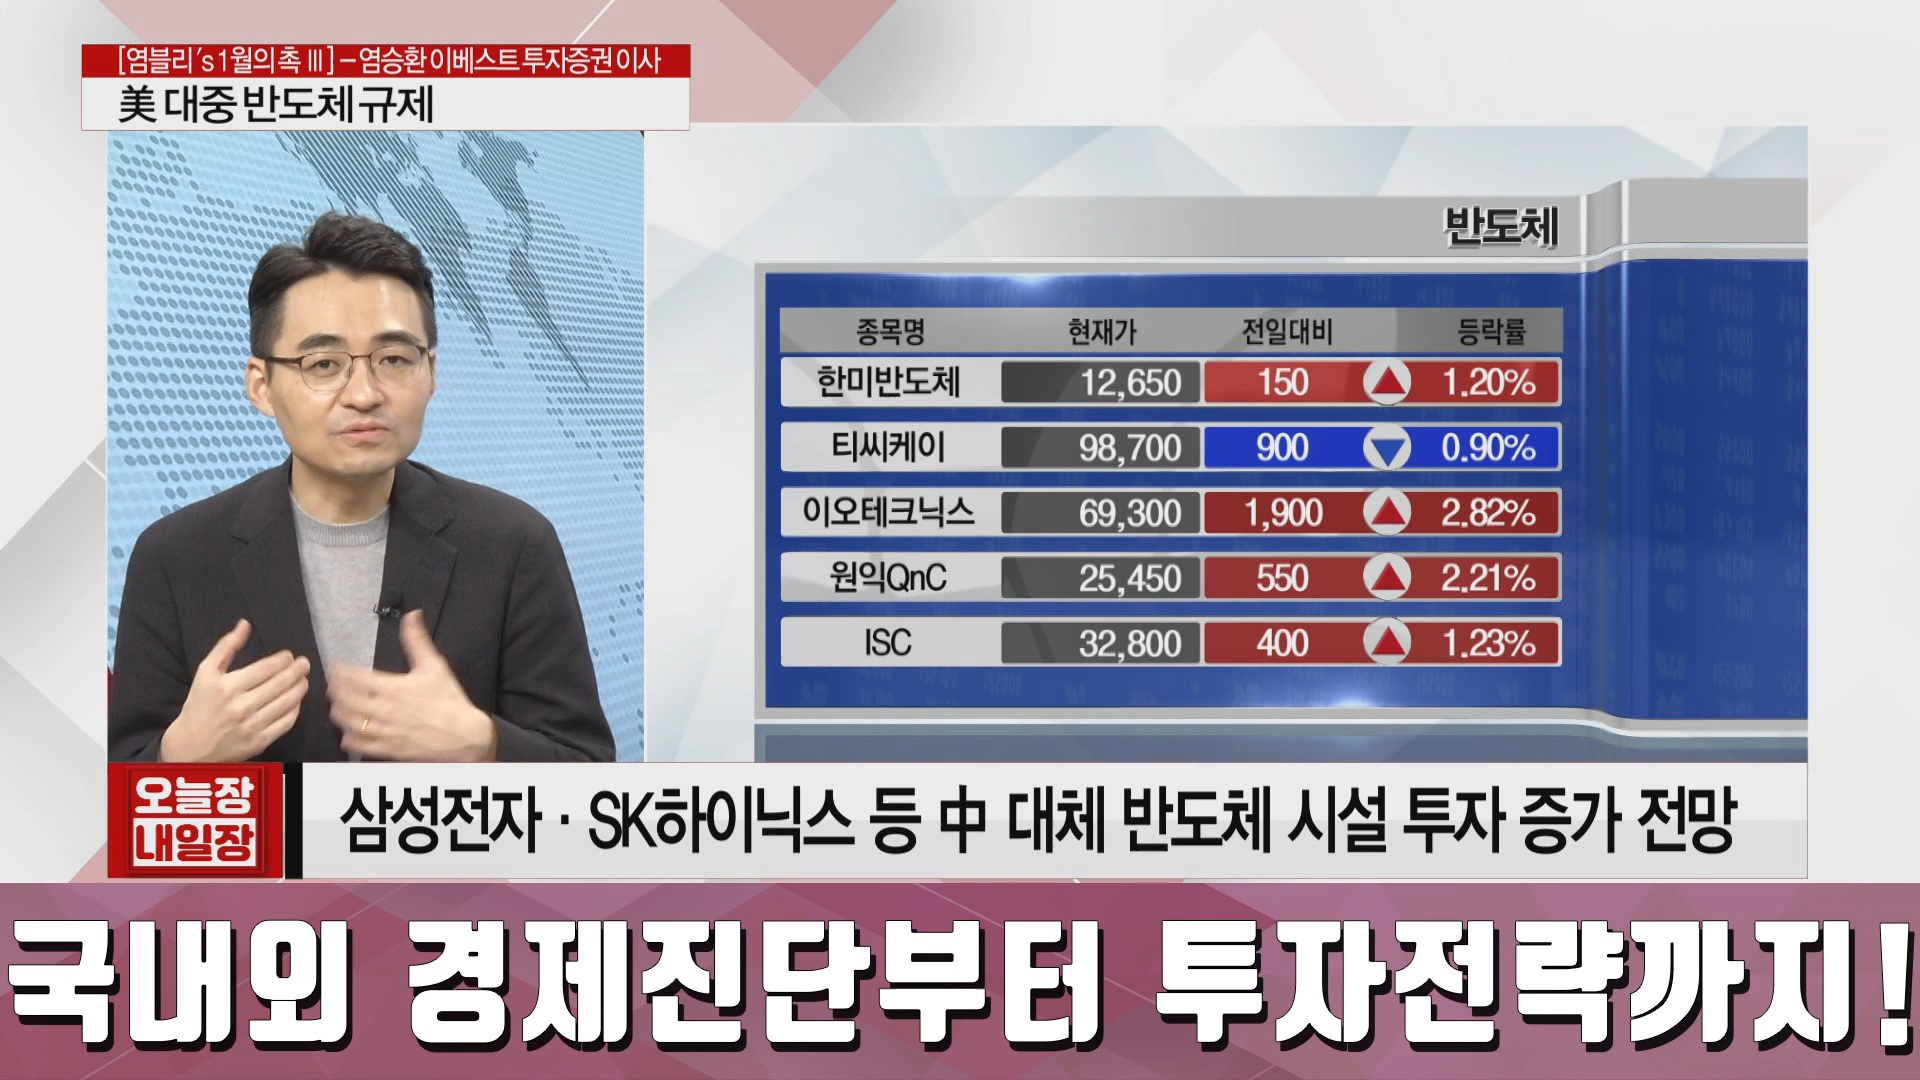 [염블리's 1월의 촉 Ⅲ] – 염승환 이베스트 투자증권 이사
美 대중 반도체 규제
반도체
종목명 현재가 전일대비 등락률
한미반도체 12,650 150 ▲ 1.20%
티씨케이 98,700 900 ▼ 0.90%
이오테크닉스 69,300 1,900 ▲ 2.82%
원익QnC 25,450 550 ▲ 2.21%
ISC 32,800 400 ▲ 1.23%
오늘장
내일장
삼성전자 · SK하이닉스 등 中 대체 반도체 시설 투자 증가 전망
국내외 경제진단부터 투자전략까지!